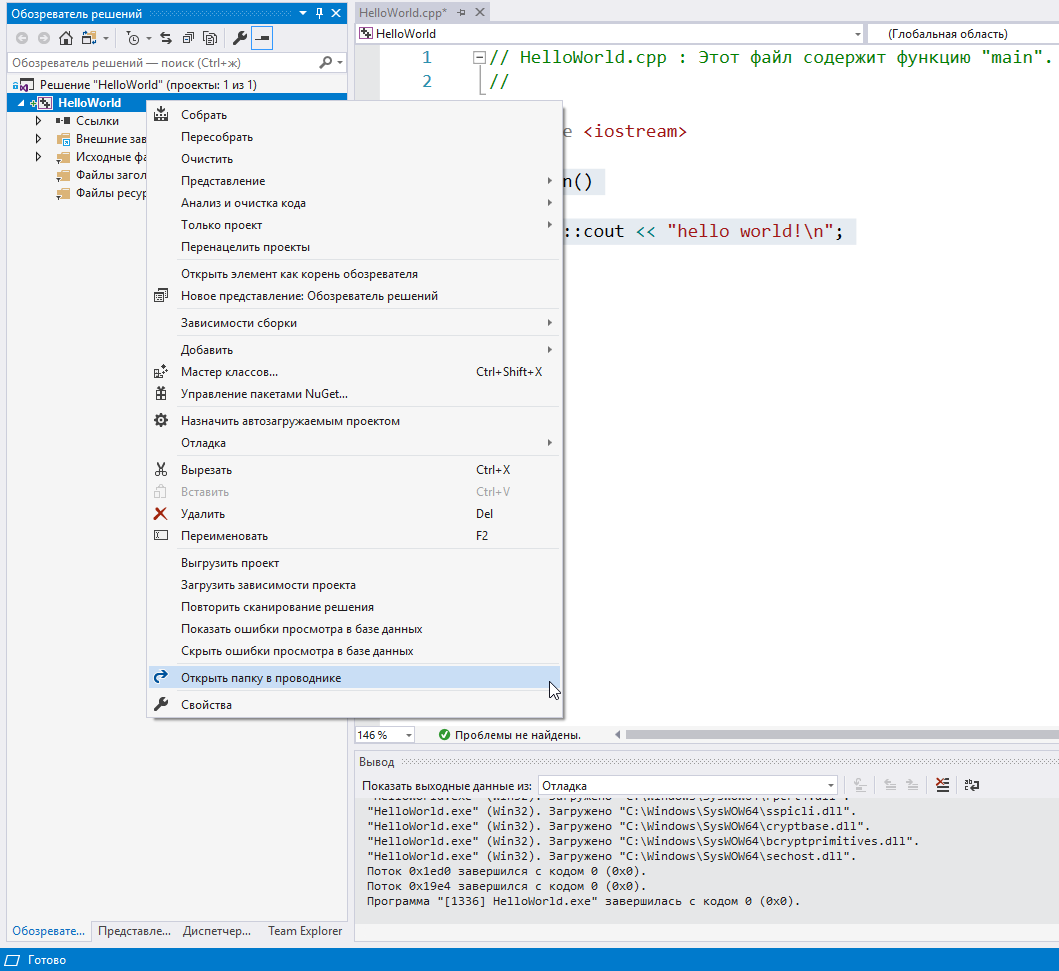 Обозреватель решений
Обозреватель решений — поиск (Ctrl+ж)
Решение "HelloWorld" (проекты: 1 из 1)
HelloWorld
Ссылки
Внешние зав
Исходные фа
Файлы загол
Файлы ресур
Собрать
Пересобрать
Очистить
Представление
Анализ и очистка кода
Только проект
Перенацелить проекты
Открыть элемент как корень обозревателя
Новое представление: Обозреватель решений
Зависимости сборки
Добавить
Мастер классов... Ctrl+Shift+X
Управление пакетами NuGet...
Назначить автозагружаемым проектом
Отладка
Вырезать Ctrl+X
Вставить Ctrl+V
Удалить Del
Переименовать F2
Выгрузить проект
Загрузить зависимости проекта
Повторить сканирование решения
Показать ошибки просмотра в базе данных
Скрыть ошибки просмотра в базе данных
Открыть папку в проводнике
Свойства
Обозревате... Представле... Диспетчер... Team Explorer
HelloWorld.cpp*
HelloWorld (Глобальная область)
1 // HelloWorld.cpp : Этот файл содержит функцию "main".
2 //
e <iostream>
n()
::cout << "hello world!\n";
146 % Проблемы не найдены.
Вывод
Показать выходные данные из: Отладка
"HelloWorld.exe" (Win32). Загружено "C:\Windows\SysWOW64\rpcrt4.dll".
"HelloWorld.exe" (Win32). Загружено "C:\Windows\SysWOW64\sspicli.dll".
"HelloWorld.exe" (Win32). Загружено "C:\Windows\SysWOW64\cryptbase.dll".
"HelloWorld.exe" (Win32). Загружено "C:\Windows\SysWOW64\bcryptprimitives.dll".
"HelloWorld.exe" (Win32). Загружено "C:\Windows\SysWOW64\sechost.dll".
Поток 0x1ed0 завершился с кодом 0 (0x0).
Поток 0x19e4 завершился с кодом 0 (0x0).
Программа "[1336] HelloWorld.exe" завершилась с кодом 0 (0x0).
Готово